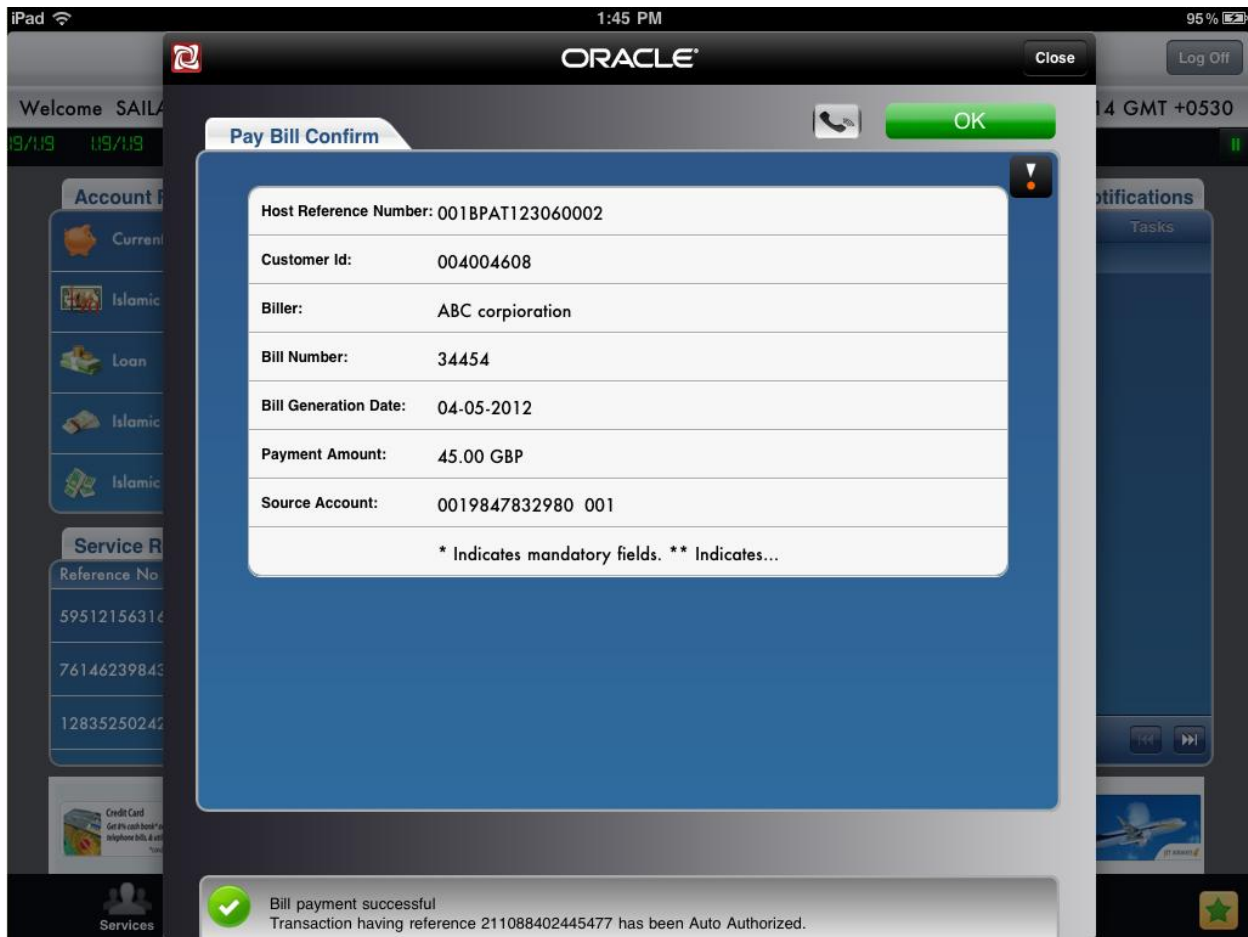 iPad
1:45 PM
95%
ORACLE
Close
Log Off
Welcome SAILA
14 GMT +0530
Pay Bill Confirm
OK
Account
Current
Islamic
Loan
Islamic
Islamic
Host Reference Number: 001BPAT123060002
Customer Id: 004004608
Biller: ABC corpioration
Bill Number: 34454
Bill Generation Date: 04-05-2012
Payment Amount: 45.00 GBP
Source Account: 0019847832980 001
* Indicates mandatory fields. ** Indicates...
otifications
Tasks
Service R
Reference No
59512156316
76146239843
12835250242
Credit Card
JET AIRWAYS
Services
Bill payment successful
Transaction having reference 211088402445477 has been Auto Authorized.